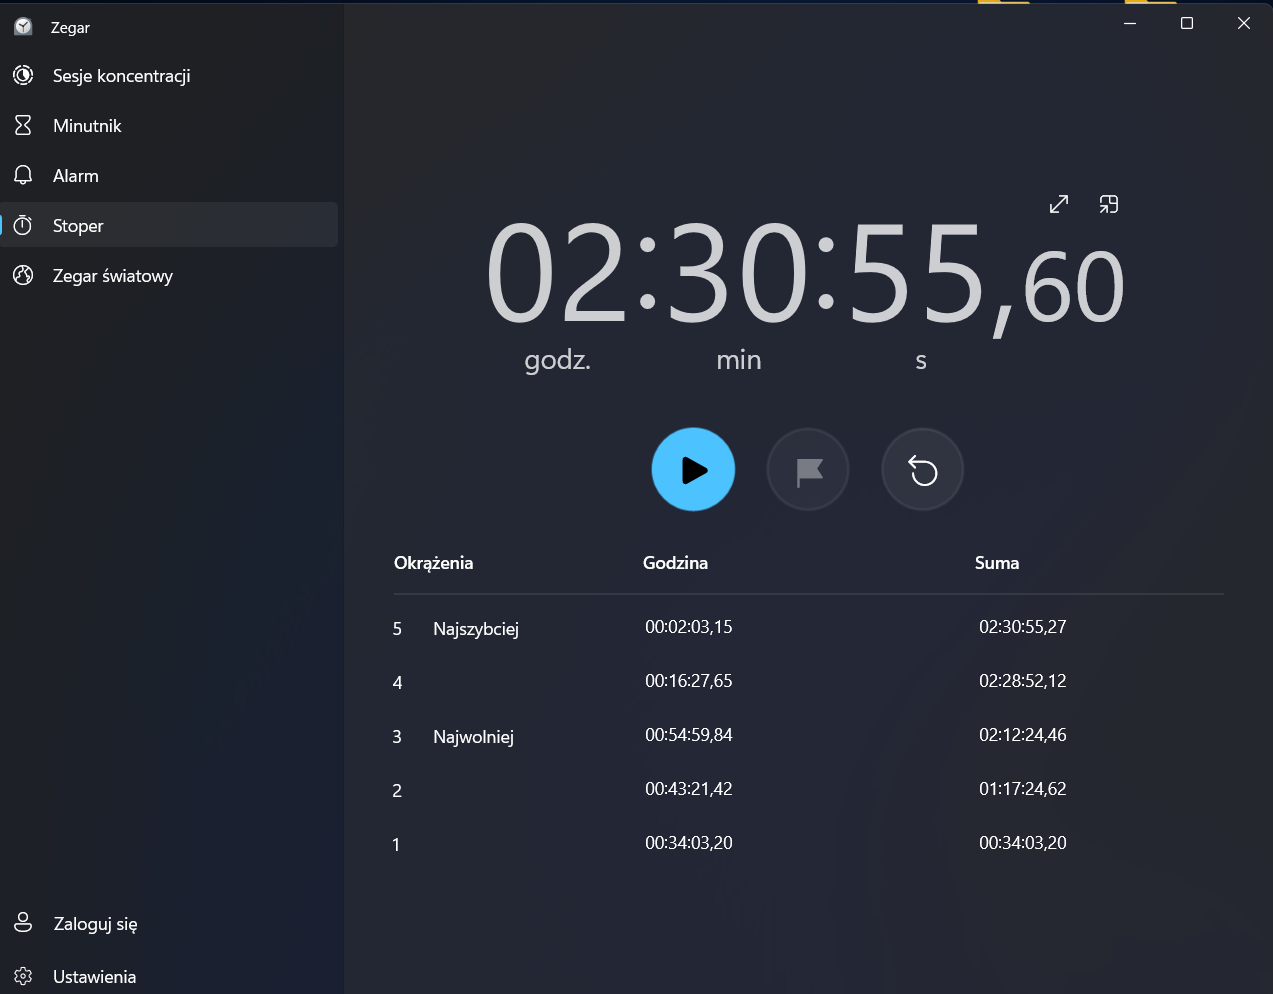 Zegar
Sesje koncentracji
Minutnik
Alarm
Stoper
Zegar światowy
Zaloguj się
Ustawienia
02:30:55,60
godz. min s
Okrążenia Godzina Suma
5 Najszybciej 00:02:03,15 02:30:55,27
4 00:16:27,65 02:28:52,12
3 Najwolniej 00:54:59,84 02:12:24,46
2 00:43:21,42 01:17:24,62
1 00:34:03,20 00:34:03,20